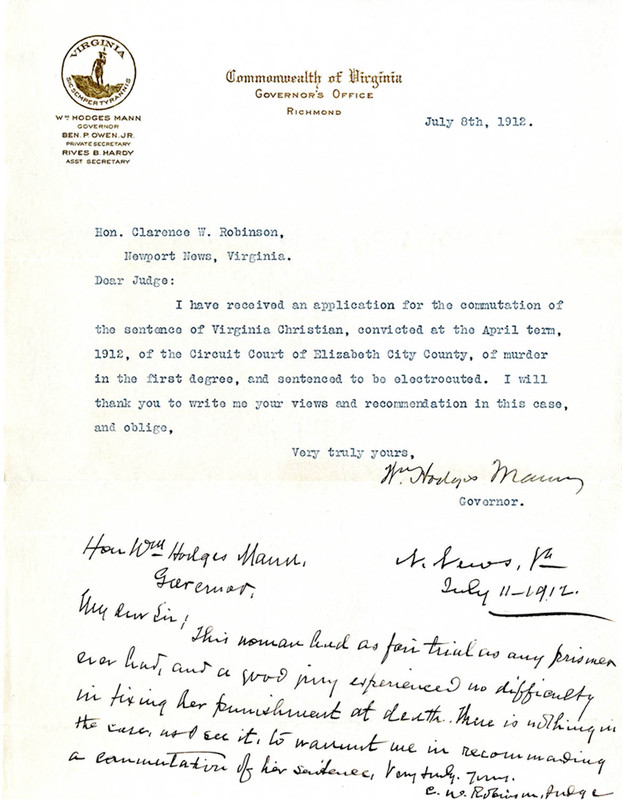 VIRGINIA
SIC SEMPER TYRANNIS
Wm HODGES MANN
GOVERNOR
BEN. P. OWEN, JR.
PRIVATE SECRETARY
RIVES B. HARDY
ASST SECRETARY
Commonwealth of Virginia
GOVERNOR'S OFFICE
RICHMOND
July 8th, 1912.
Hon. Clarence W. Robinson,
Newport News, Virginia.
Dear Judge:
I have received an application for the commutation of
the sentence of Virginia Christian, convicted at the April term,
1912, of the Circuit Court of Elizabeth City County, of murder
in the first degree, and sentenced to be electrocuted. I will
thank you to write me your views and recommendation in this case,
and oblige,
Very truly yours,
Wm Hodges Mann
Governor.
Hon Wm Hodges Mann.
Governor.
N. News, Va
July 11-1912.
My dear Sir;
This woman had as fair trial as any prisoner
ever had, and a good jury experienced no difficulty
in fixing her punishment at death. There is nothing in
the case, as I see it, to warrant me in recommending
a commutation of her sentence, Very truly. Yours.
C. W. Robinson, Judge